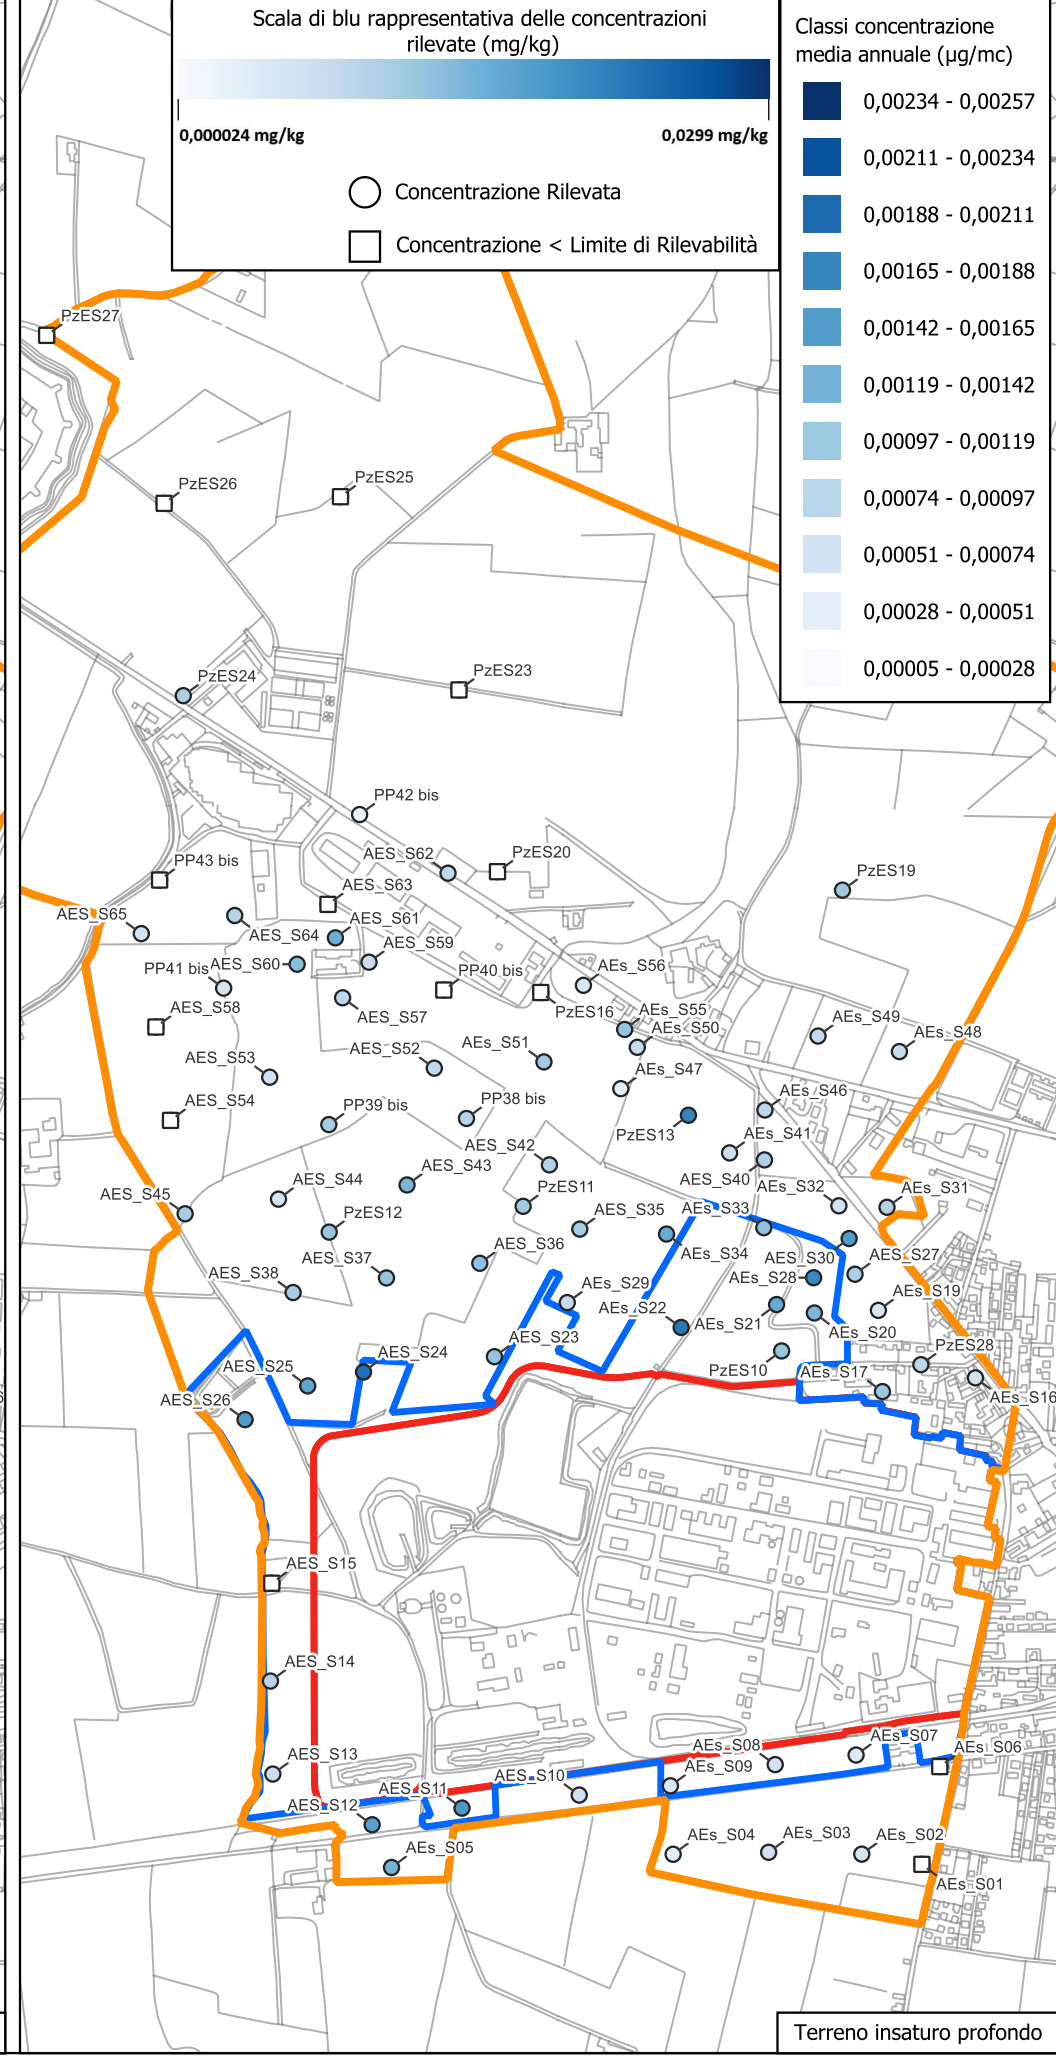 Scala di blu rappresentativa delle concentrazioni
rilevate (mg/kg)
0,000024 mg/kg
0,0299 mg/kg
Concentrazione Rilevata
Concentrazione < Limite di Rilevabilità
Classi concentrazione
media annuale (µg/mc)
0,00234 - 0,00257
0,00211 - 0,00234
0,00188 - 0,00211
0,00165 - 0,00188
0,00142 - 0,00165
0,00119 - 0,00142
0,00097 - 0,00119
0,00074 - 0,00097
0,00051 - 0,00074
0,00028 - 0,00051
0,00005 - 0,00028
PzES27
PzES26
PzES25
PzES24
PzES23
PP42 bis
AES_S62
PzES20
PP43 bis
PzES19
AES_S63
AES_S65
AES_S61
AES_S64
AES_S59
PP41 bis
AES_S60
PP40 bis
AEs_S56
AES_S58
AES_S57
PzES16
AEs_S55
AEs_S50
AEs_S49
AEs_S48
AEs_S51
AES_S52
AES_S53
AEs_S47
AEs_S46
AES_S54
PP39 bis
PP38 bis
PzES13
AEs_S41
AES_S42
AES_S43
AES_S40
AES_S44
AEs_S32
AEs_S31
AES_S45
PzES11
AES_S35
AEs_S33
PzES12
AES_S36
AEs_S34
AES_S30
AES_S27
AES_S37
AES_S38
AEs_S28
AEs_S29
AEs_S19
AEs_S22
AEs_S21
AEs_S20
AES_S23
PzES28
AES_S24
AES_S25
PzES10
AEs_S17
AES_S26
AEs_S16
AES_S15
AES_S14
AEs_S07
AEs_S08
AEs_S06
AES_S13
AEs_S09
AES_S10
AES_S11
AES_S12
AEs_S05
AEs_S04
AEs_S03
AEs_S02
AEs_S01
Terreno insaturo profondo